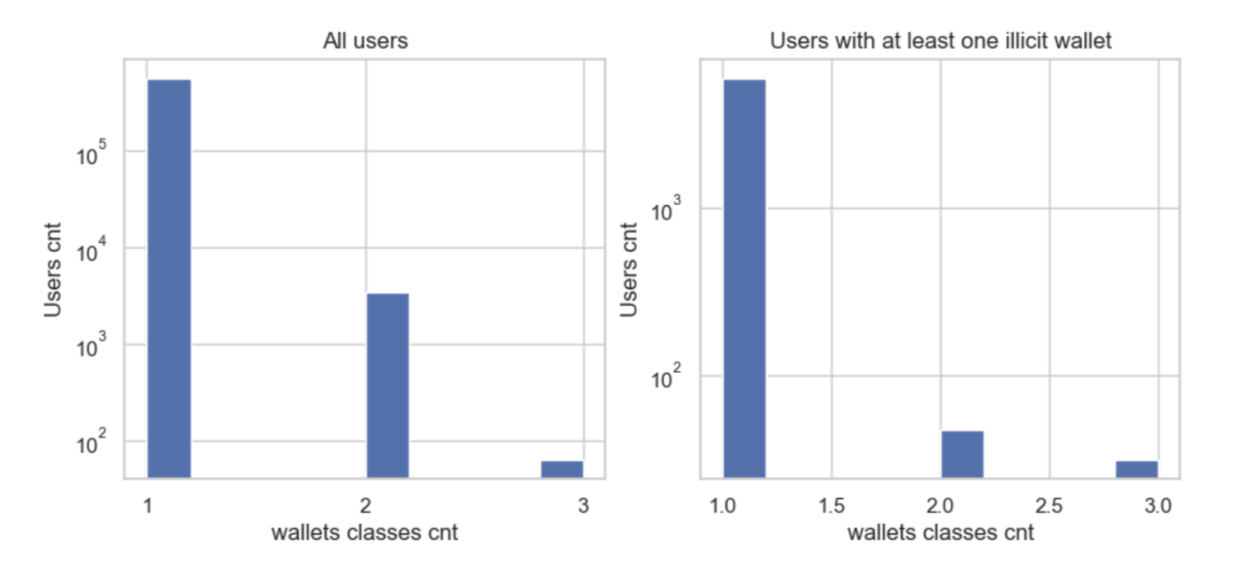 All users
Users cnt
10^5
10^4
10^3
10^2
1 2 3
wallets classes cnt
Users with at least one illicit wallet
Users cnt
10^3
10^2
1.0 1.5 2.0 2.5 3.0
wallets classes cnt